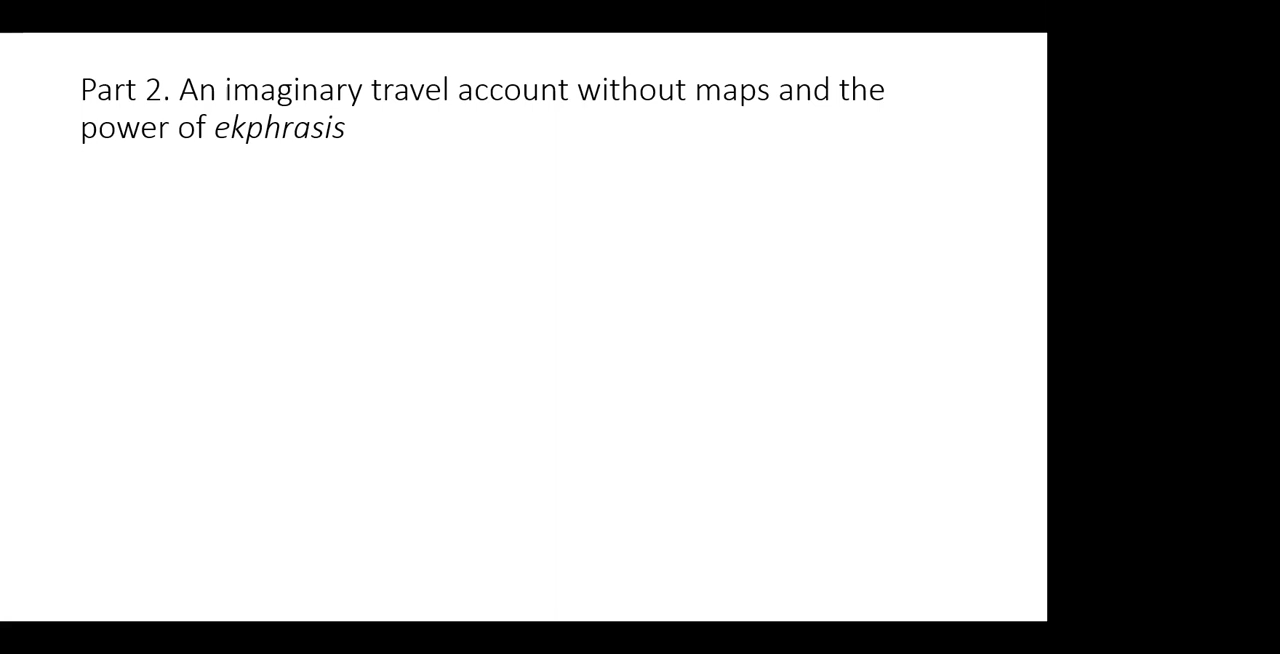 Part 2. An imaginary travel account without maps and the
power of ekphrasis